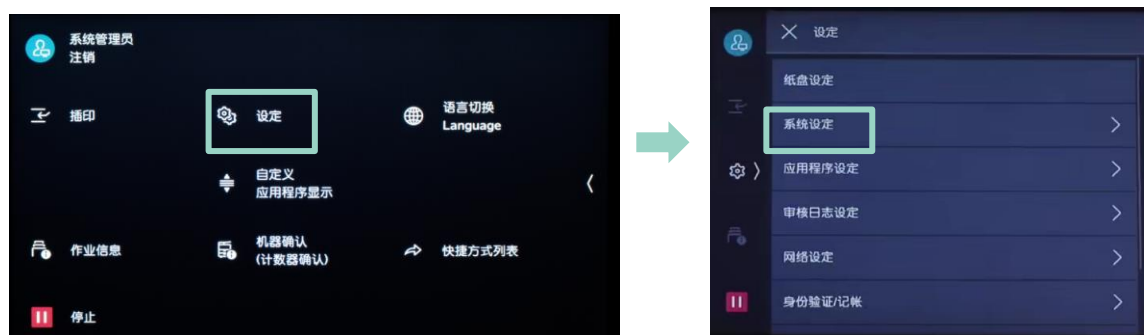 系统管理员
注销
插印
设定
语言切换
Language
自定义
应用程序显示
作业信息
机器确认
(计数器确认)
快捷方式列表
停止
设定
纸盘设定
系统设定
应用程序设定
审核日志设定
网络设定
身份验证/记帐